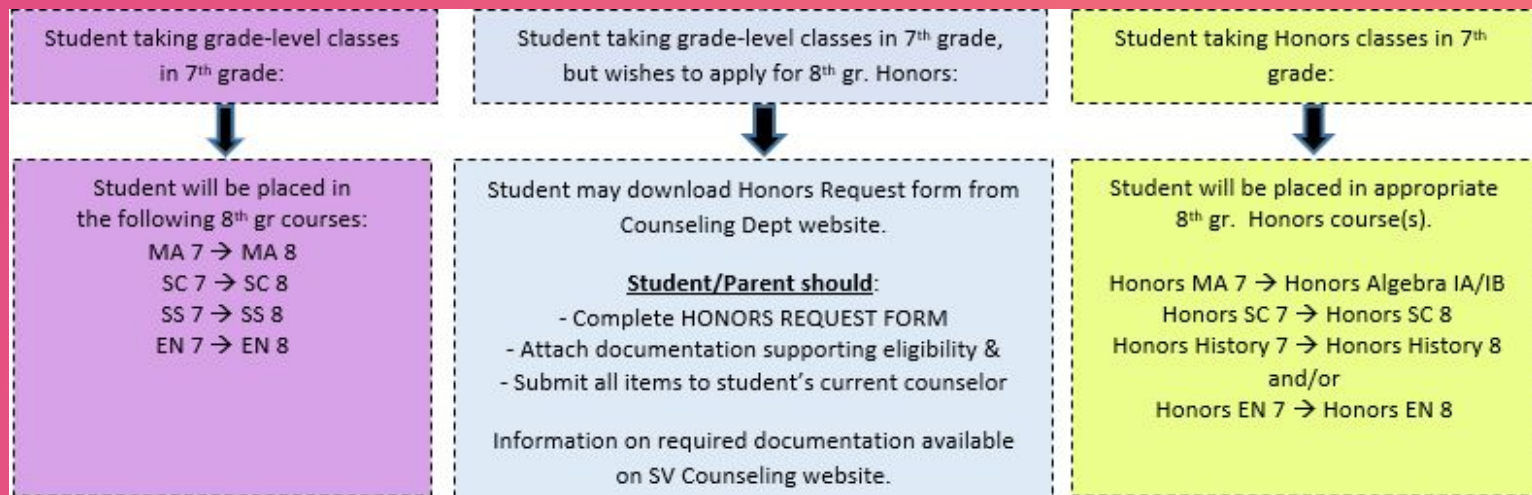 Student taking grade-level classes
in 7th grade:
Student will be placed in
the following 8th gr courses:
MA 7 → MA 8
SC 7 → SC 8
SS 7 → SS 8
EN 7 → EN 8
Student taking grade-level classes in 7th grade,
but wishes to apply for 8th gr. Honors:
Student may download Honors Request form from
Counseling Dept website.
Student/Parent should:
- Complete HONORS REQUEST FORM
- Attach documentation supporting eligibility &
- Submit all items to student's current counselor
Information on required documentation available
on SV Counseling website.
Student taking Honors classes in 7th
grade:
Student will be placed in appropriate
8th gr. Honors course(s).
Honors MA 7 → Honors Algebra IA/IB
Honors SC 7 → Honors SC 8
Honors History 7 → Honors History 8
and/or
Honors EN 7 → Honors EN 8